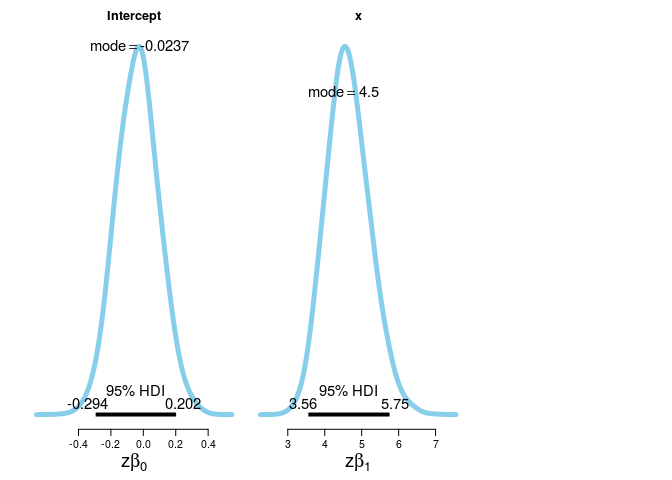 Intercept
mode = -0.0237
95% HDI
-0.294 0.202
-0.4 -0.2 0.0 0.2 0.4
zβ0
x
mode = 4.5
95% HDI
3.56 5.75
3 4 5 6 7
zβ1